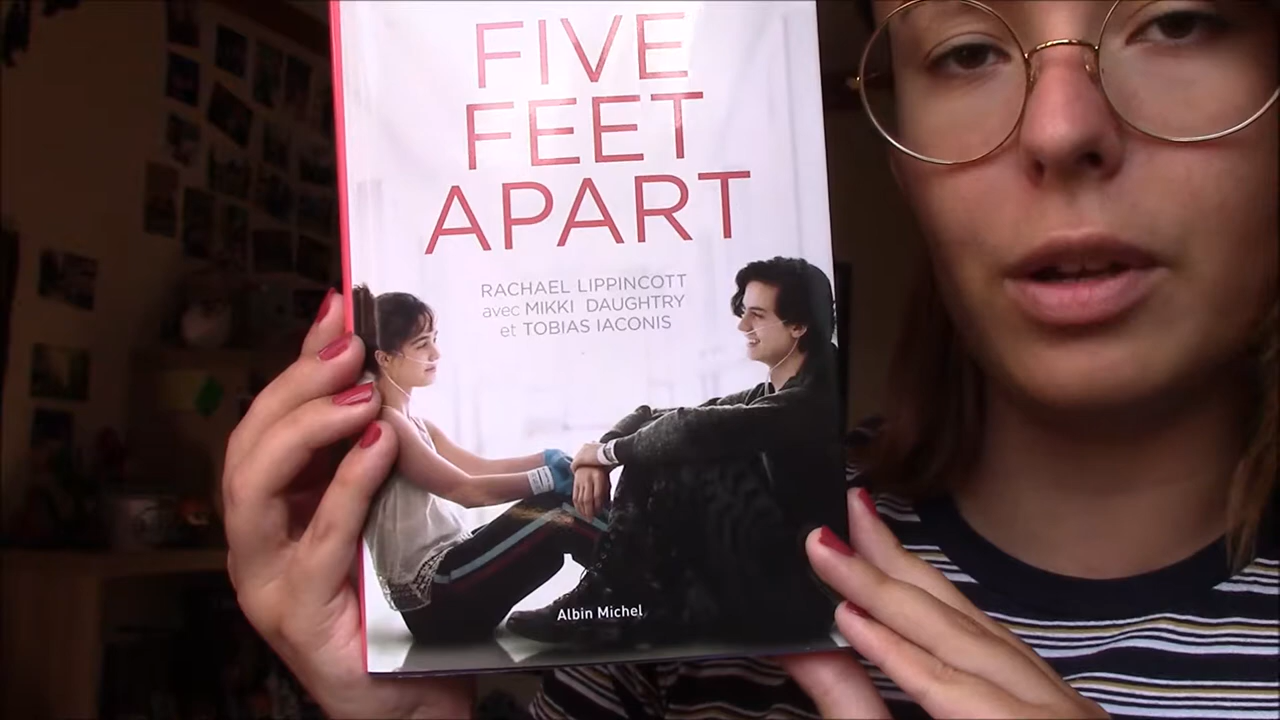 FIVE
FEET
APART
RACHAEL LIPPINCOTT
avec MIKKI DAUGHTRY
et TOBIAS IACONIS
Albin Michel